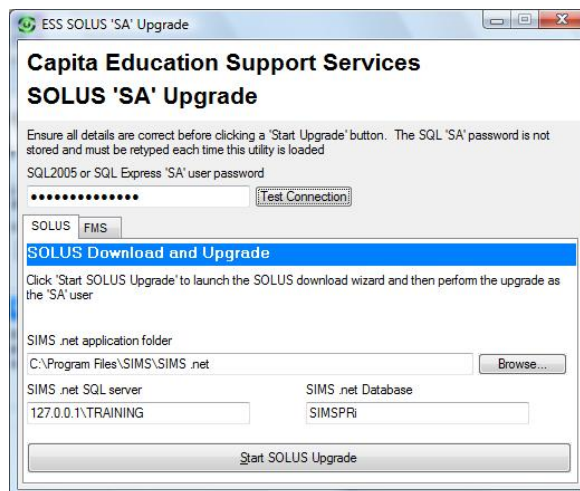 ESS SOLUS 'SA' Upgrade
Capita Education Support Services
SOLUS 'SA' Upgrade
Ensure all details are correct before clicking a 'Start Upgrade' button. The SQL 'SA' password is not
stored and must be retyped each time this utility is loaded
SQL2005 or SQL Express 'SA' user password
●●●●●●●●●●●●●● Test Connection
SOLUS FMS
SOLUS Download and Upgrade
Click 'Start SOLUS Upgrade' to launch the SOLUS download wizard and then perform the upgrade as
the 'SA' user
SIMS .net application folder
C:\Program Files\SIMS\SIMS .net Browse...
SIMS .net SQL server SIMS .net Database
127.0.0.1\TRAINING SIMSPRi
Start SOLUS Upgrade